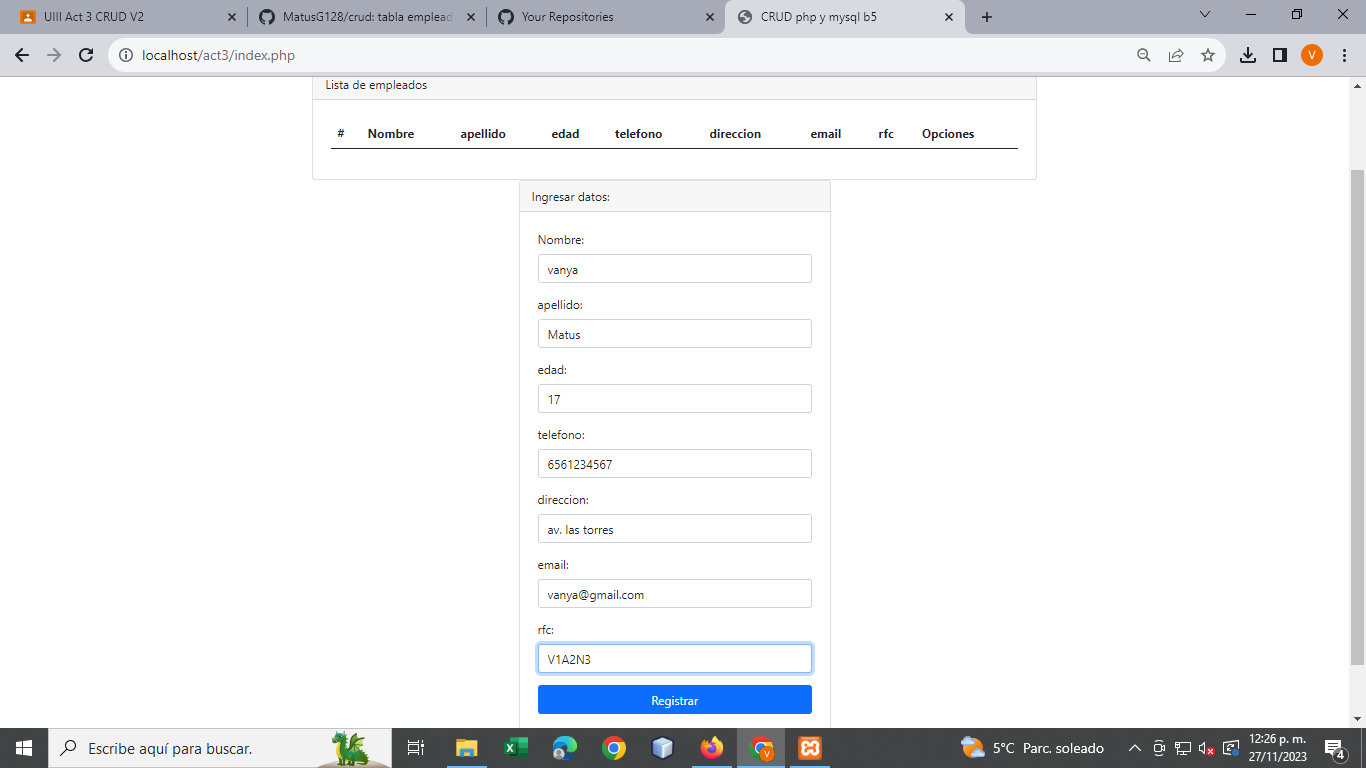 UIII Act 3 CRUD V2
MatusG128/crud: tabla emplead
Your Repositories
CRUD php y mysql b5
localhost/act3/index.php
V
Lista de empleados
# Nombre apellido edad telefono direccion email rfc Opciones
Ingresar datos:
Nombre:
vanya
apellido:
Matus
edad:
17
telefono:
6561234567
direccion:
av. las torres
email:
vanya@gmail.com
rfc:
V1A2N3
Registrar
Escribe aquí para buscar.
V
5°C Parc. soleado
12:26 p. m.
27/11/2023
4